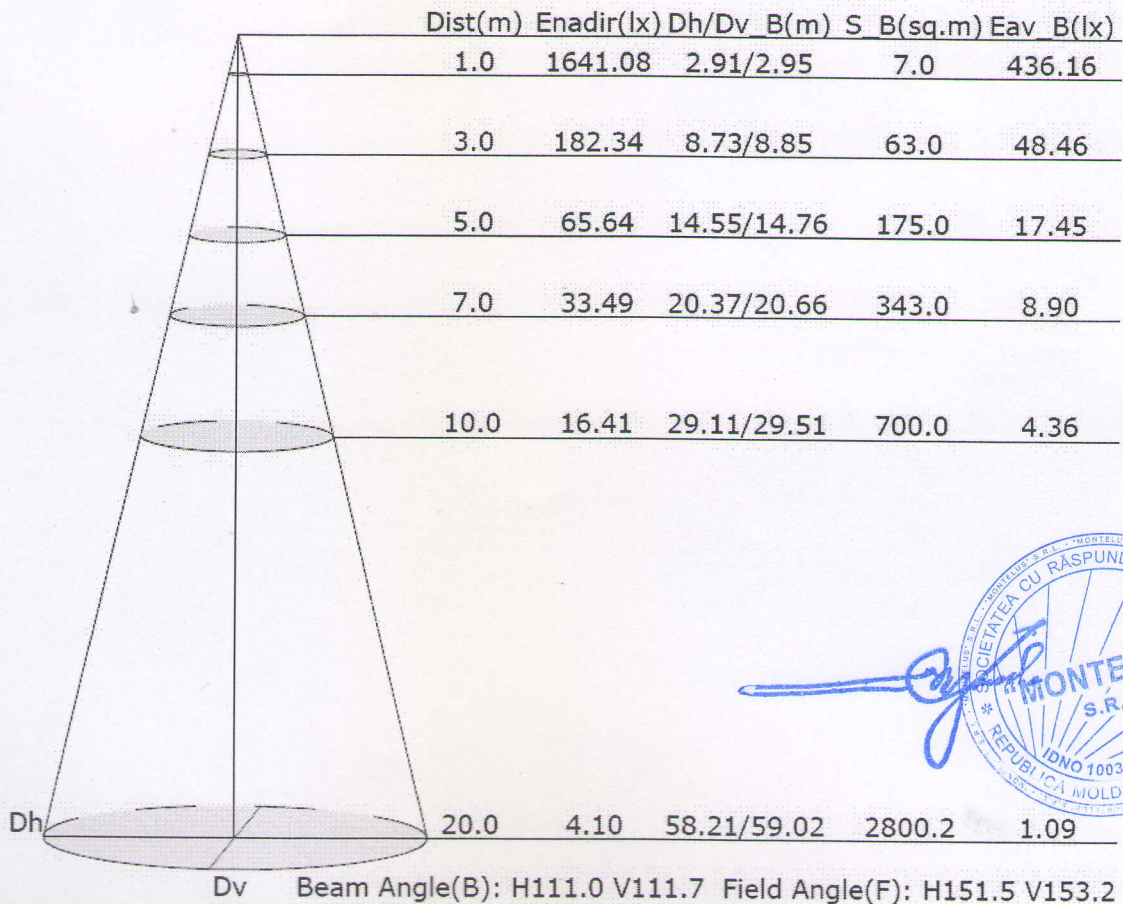 Dist(m) Enadir(lx) Dh/Dv_B(m) S_B(sq.m) Eav_B(lx)
1.0 1641.08 2.91/2.95 7.0 436.16
3.0 182.34 8.73/8.85 63.0 48.46
5.0 65.64 14.55/14.76 175.0 17.45
7.0 33.49 20.37/20.66 343.0 8.90
10.0 16.41 29.11/29.51 700.0 4.36
SOCIETATEA CU RĂSPUND
"MONTE
S.R.
IDNO 1003
* REPUBLICA MOLD
Dh 20.0 4.10 58.21/59.02 2800.2 1.09
Dv Beam Angle(B): H111.0 V111.7 Field Angle(F): H151.5 V153.2